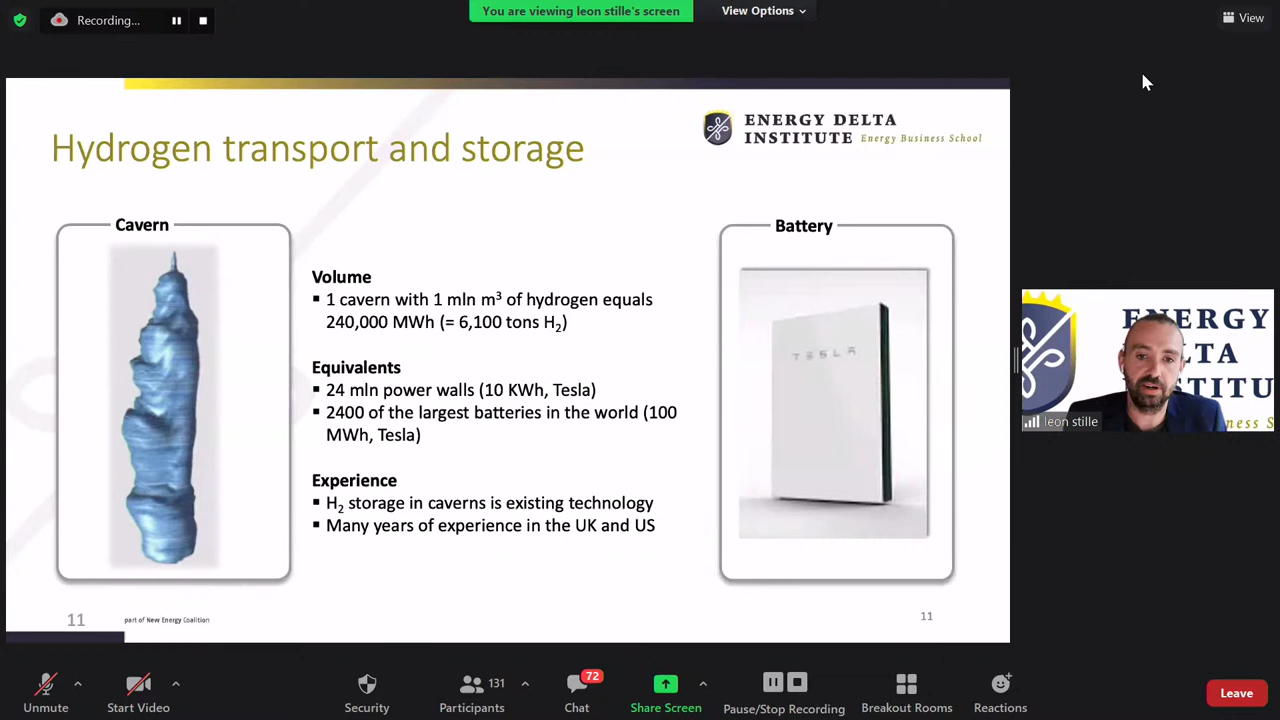 Recording...
You are viewing leon stille's screen
View Options
View
Hydrogen transport and storage
ENERGY DELTA
INSTITUTE Energy Business School
Cavern
Volume
▪ 1 cavern with 1 mln m³ of hydrogen equals
240,000 MWh (= 6,100 tons H₂)
Equivalents
▪ 24 mln power walls (10 KWh, Tesla)
▪ 2400 of the largest batteries in the world (100
MWh, Tesla)
Experience
▪ H₂ storage in caverns is existing technology
▪ Many years of experience in the UK and US
Battery
TESLA
11
part of New Energy Coalition
11
ENERGY
DELTA
INSTITU
iness S
leon stille
Unmute
Start Video
Security
Participants
131
Chat
72
Share Screen
Pause/Stop Recording
Breakout Rooms
Reactions
Leave